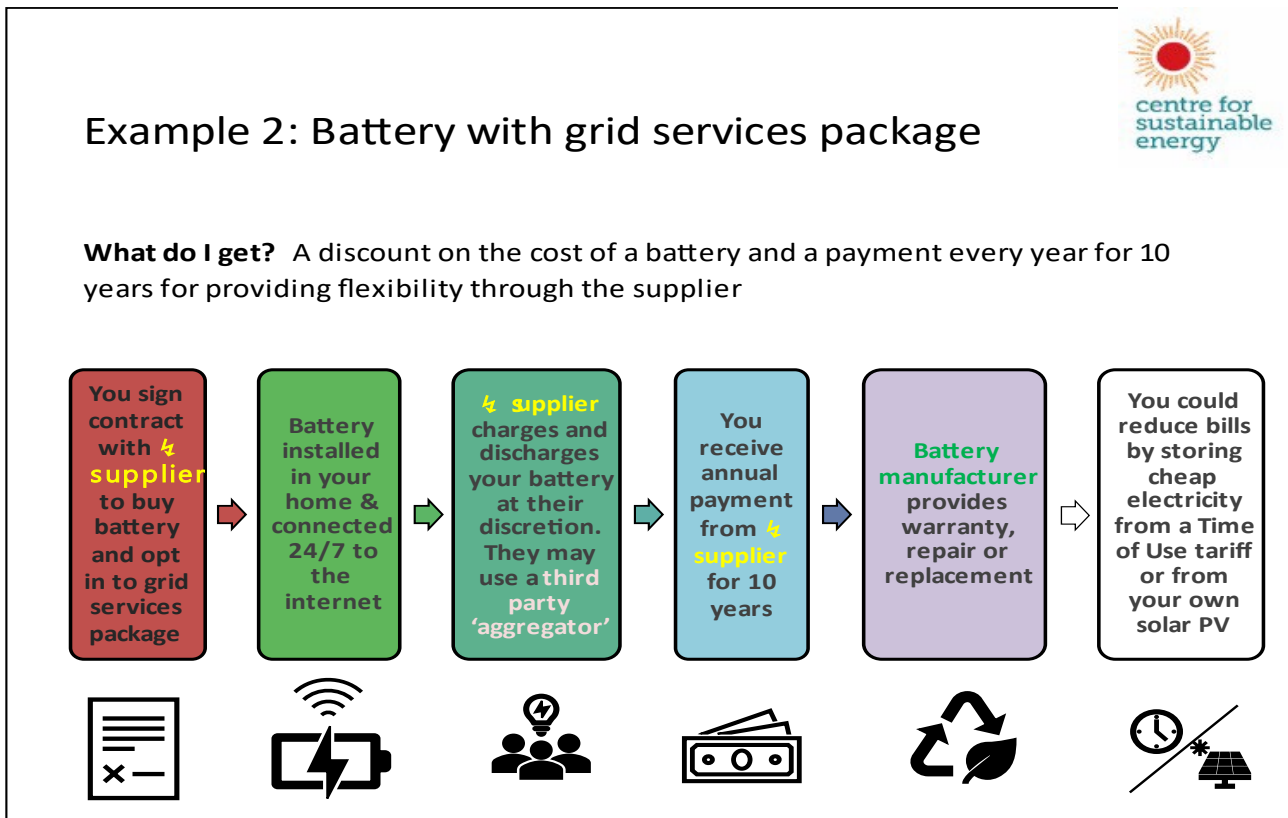 centre for
sustainable
energy
Example 2: Battery with grid services package
What do I get? A discount on the cost of a battery and a payment every year for 10
years for providing flexibility through the supplier
You sign
contract
with
supplier
to buy
battery
and opt
in to grid
services
package
Battery
installed
in your
home &
connected
24/7 to
the
internet
supplier
charges and
discharges
your battery
at their
discretion.
They may
use a third
party
‘aggregator’
You
receive
annual
payment
from
supplier
for 10
years
Battery
manufacturer
provides
warranty,
repair or
replacement
You could
reduce bills
by storing
cheap
electricity
from a Time
of Use tariff
or from
your own
solar PV